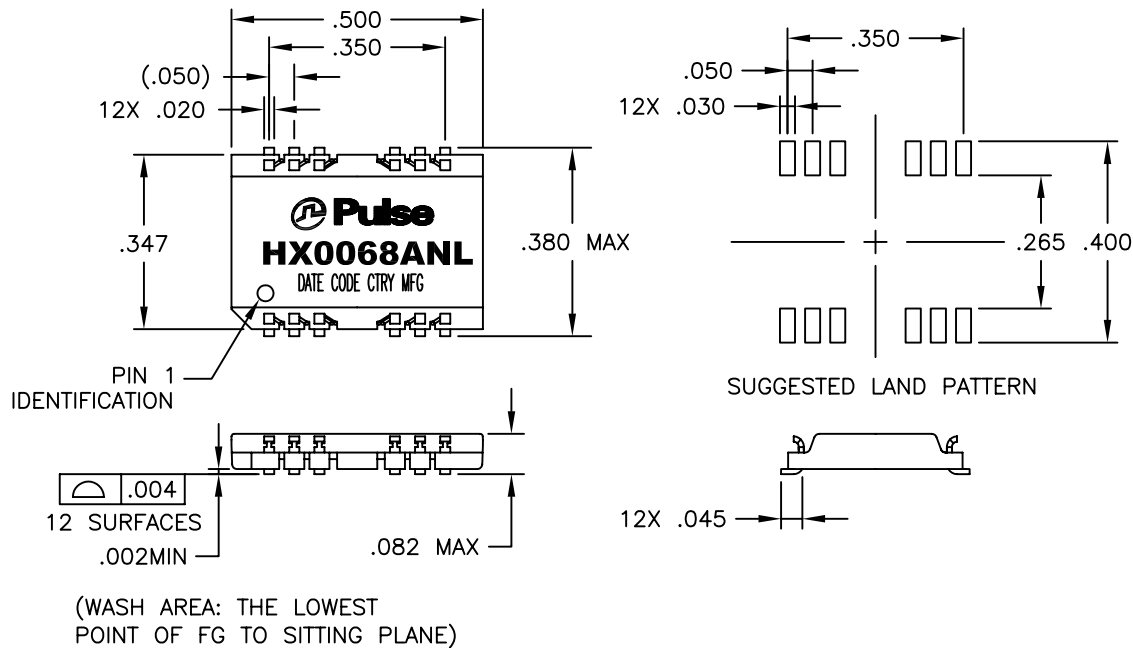 .500
.350
(.050)
12X .020
.347
.380 MAX
Pulse
HX0068ANL
DATE CODE CTRY MFG
PIN 1
IDENTIFICATION
.350
.050
12X .030
.265 .400
SUGGESTED LAND PATTERN
.004
12 SURFACES
.002MIN
.082 MAX
12X .045
(WASH AREA: THE LOWEST
POINT OF FG TO SITTING PLANE)